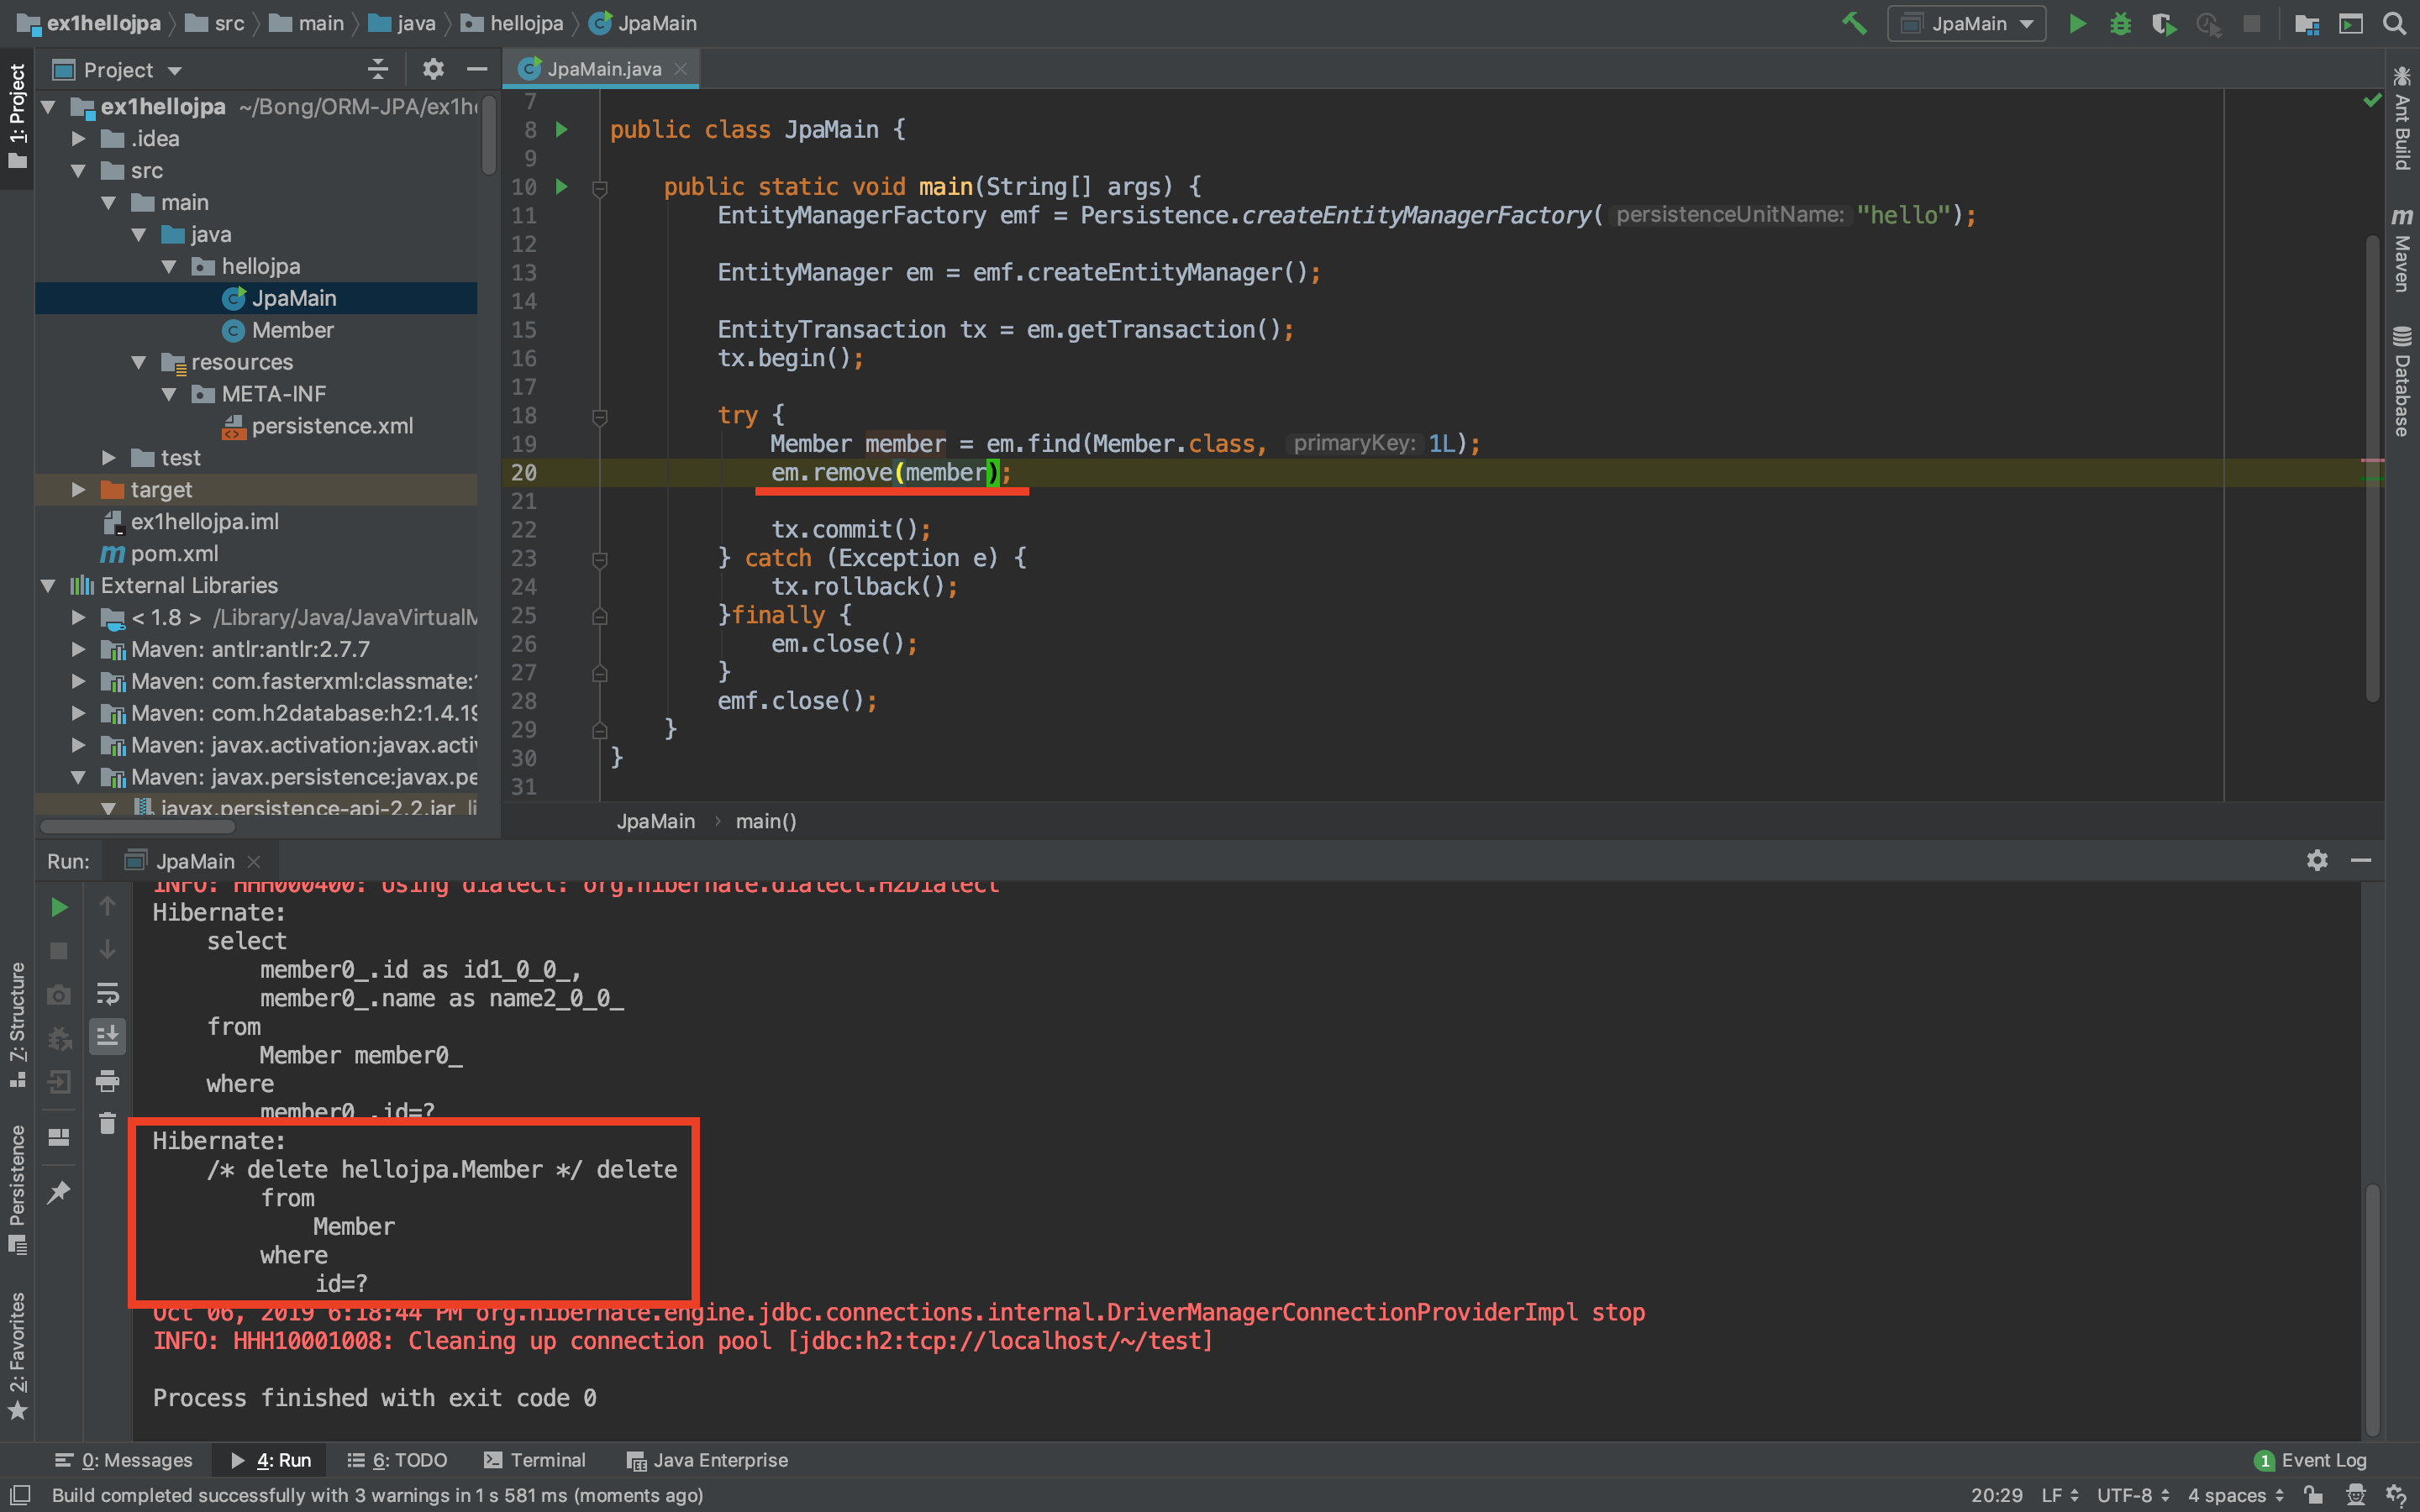 ex1hellojpa src main java hellojpa JpaMain
JpaMain
Project
JpaMain.java
1: Project
ex1hellojpa ~/Bong/ORM-JPA/ex1h
.idea
src
main
java
hellojpa
JpaMain
Member
resources
META-INF
persistence.xml
test
target
ex1hellojpa.iml
pom.xml
External Libraries
< 1.8 > /Library/Java/JavaVirtualM
Maven: antlr:antlr:2.7.7
Maven: com.fasterxml:classmate:
Maven: com.h2database:h2:1.4.19
Maven: javax.activation:javax.acti
Maven: javax.persistence:javax.pe
javax.persistence-api-2.2.jar li
7
8 public class JpaMain {
9
10 public static void main(String[] args) {
11 EntityManagerFactory emf = Persistence.createEntityManagerFactory( persistenceUnitName: "hello");
12
13 EntityManager em = emf.createEntityManager();
14
15 EntityTransaction tx = em.getTransaction();
16 tx.begin();
17
18 try {
19 Member member = em.find(Member.class, primaryKey: 1L);
20 em.remove(member);
21
22 tx.commit();
23 } catch (Exception e) {
24 tx.rollback();
25 }finally {
26 em.close();
27 }
28 emf.close();
29 }
30 }
31
JpaMain › main()
Ant Build
Maven
Database
Run: JpaMain
INFO: HHH000400: Using dialect: org.hibernate.dialect.H2Dialect
Hibernate:
select
member0_.id as id1_0_0_,
member0_.name as name2_0_0_
from
Member member0_
where
member0_.id=?
Hibernate:
/* delete hellojpa.Member */ delete
from
Member
where
id=?
Oct 06, 2019 6:18:44 PM org.hibernate.engine.jdbc.connections.internal.DriverManagerConnectionProviderImpl stop
INFO: HHH10001008: Cleaning up connection pool [jdbc:h2:tcp://localhost/~/test]
Process finished with exit code 0
7: Structure
Persistence
2: Favorites
0: Messages 4: Run 6: TODO Terminal Java Enterprise 1 Event Log
Build completed successfully with 3 warnings in 1 s 581 ms (moments ago) 20:29 LF UTF-8 4 spaces